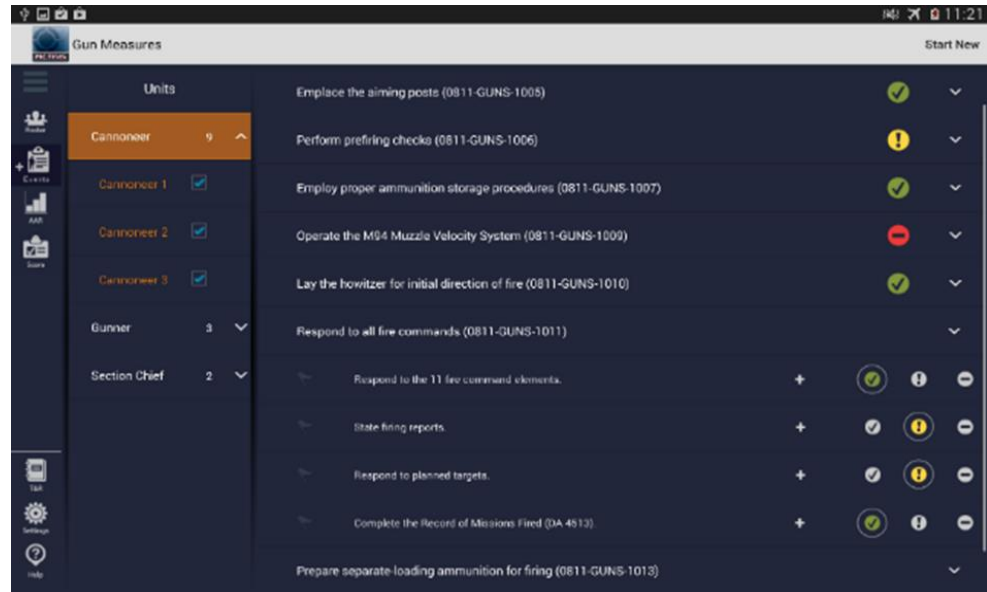 11:21
Gun Measures
Start New
Units
Cannoneer 9
Cannoneer 1
Cannoneer 2
Cannoneer 3
Gunner 3
Section Chief 2
Emplace the aiming posts (0811-GUNS-1005)
Perform prefiring checks (0811-GUNS-1006)
Employ proper ammunition storage procedures (0811-GUNS-1007)
Operate the M94 Muzzle Velocity System (0811-GUNS-1009)
Lay the howitzer for initial direction of fire (0811-GUNS-1010)
Respond to all fire commands (0811-GUNS-1011)
Respond to the 11 fire command elements.
State firing reports.
Respond to planned targets.
Complete the Record of Missions Fired (DA 4513).
Prepare separate-loading ammunition for firing (0811-GUNS-1013)
Events
AAR
Score
T&R
Settings
Help